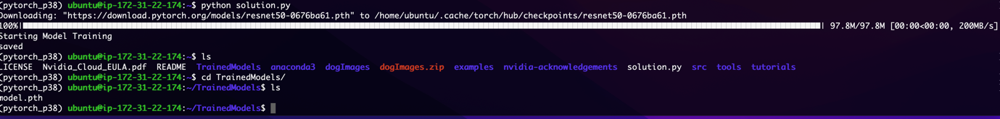 (pytorch_p38) ubuntu@ip-172-31-22-174:~$ python solution.py
Downloading: "https://download.pytorch.org/models/resnet50-0676ba61.pth" to /home/ubuntu/.cache/torch/hub/checkpoints/resnet50-0676ba61.pth
100%| | 97.8M/97.8M [00:00<00:00, 200MB/s]
Starting Model Training
saved
(pytorch_p38) ubuntu@ip-172-31-22-174:~$ ls
LICENSE Nvidia_Cloud_EULA.pdf README TrainedModels anaconda3 dogImages dogImages.zip examples nvidia-acknowledgements solution.py src tools tutorials
(pytorch_p38) ubuntu@ip-172-31-22-174:~$ cd TrainedModels/
(pytorch_p38) ubuntu@ip-172-31-22-174:~/TrainedModels$ ls
model.pth
(pytorch_p38) ubuntu@ip-172-31-22-174:~/TrainedModels$